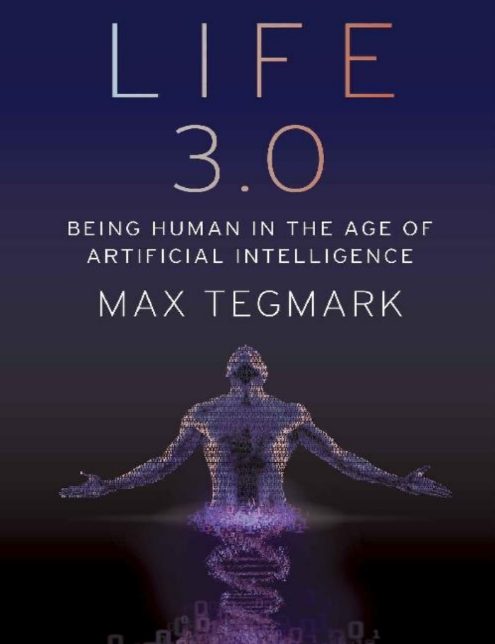 LIFE
3.0
BEING HUMAN IN THE AGE OF
ARTIFICIAL INTELLIGENCE
MAX TEGMARK